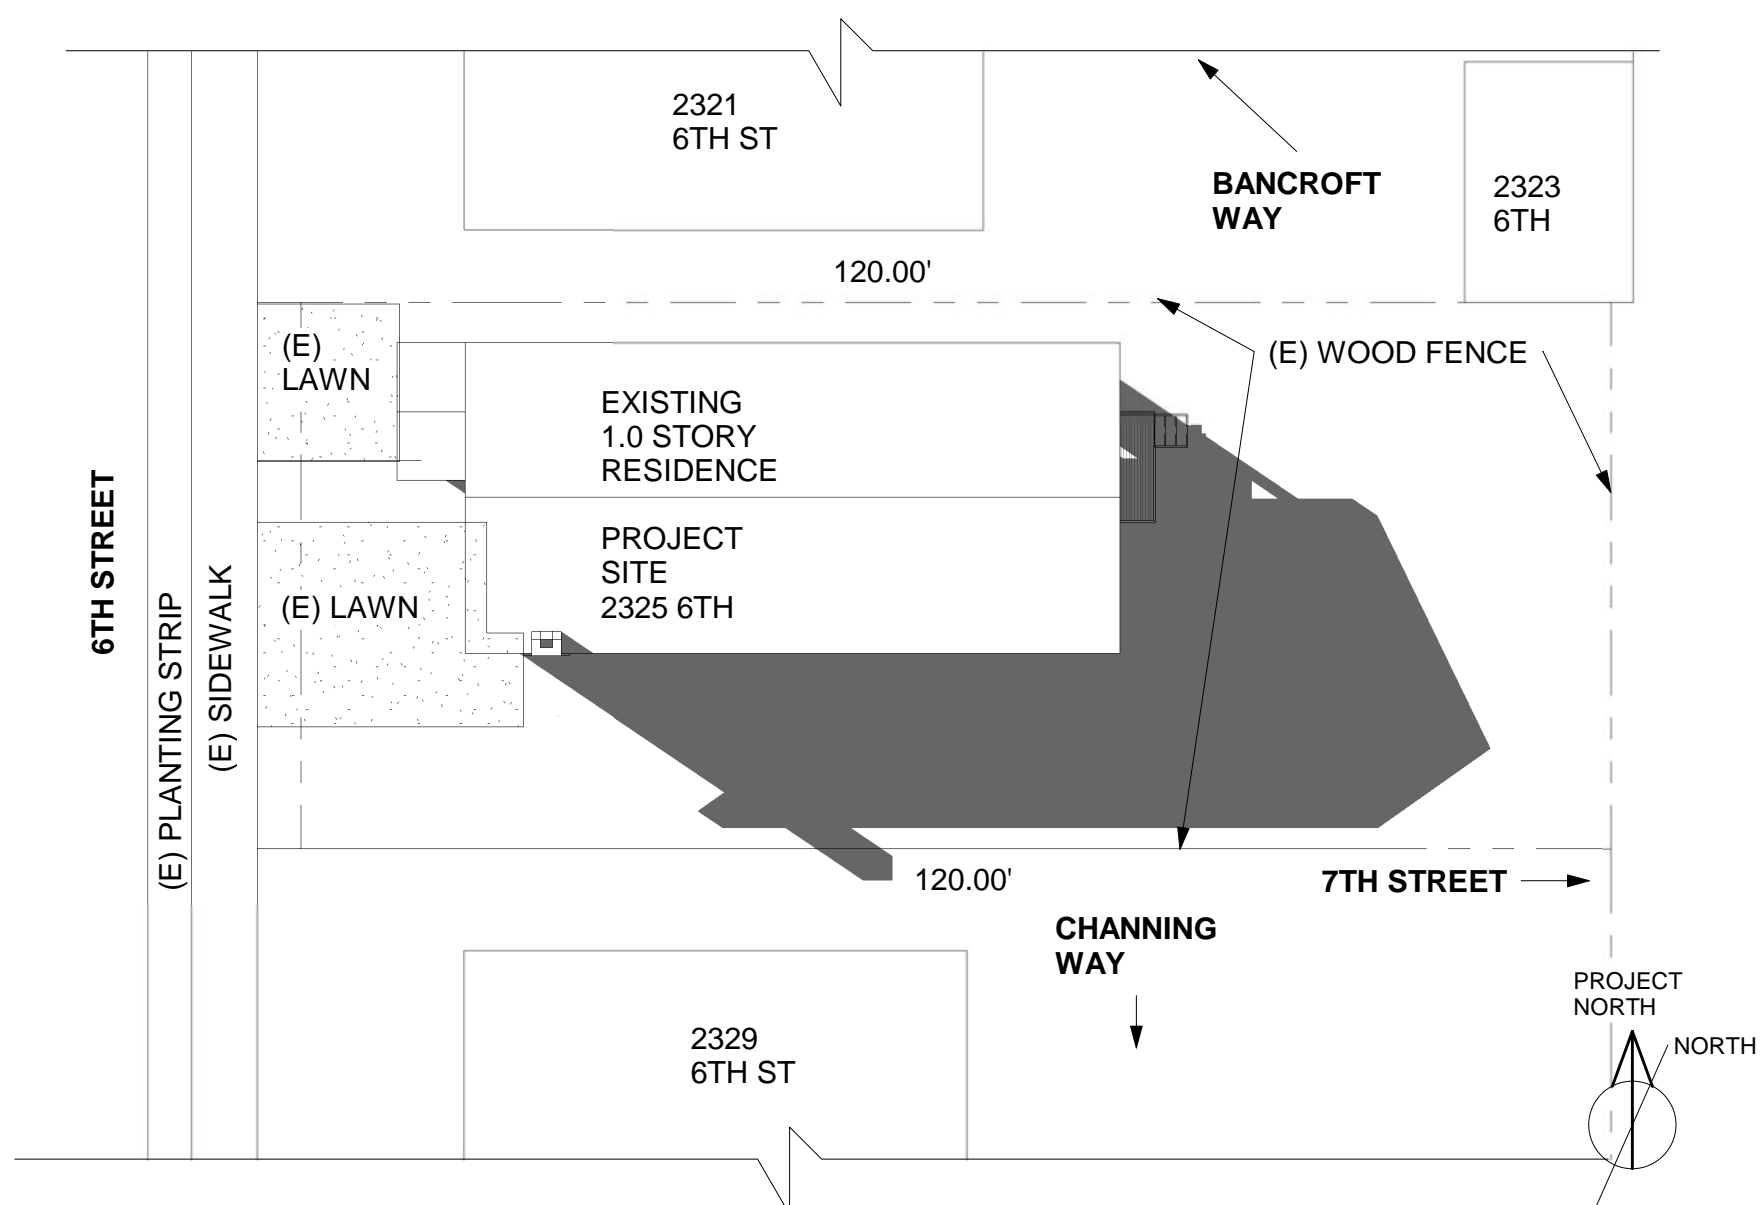 2321
6TH ST
BANCROFT
WAY
2323
6TH
120.00'
(E)
LAWN
(E) WOOD FENCE
EXISTING
1.0 STORY
RESIDENCE
PROJECT
SITE
2325 6TH
(E) LAWN
6TH STREET
(E) PLANTING STRIP
(E) SIDEWALK
120.00'
7TH STREET
CHANNING
WAY
PROJECT
NORTH
NORTH
2329
6TH ST